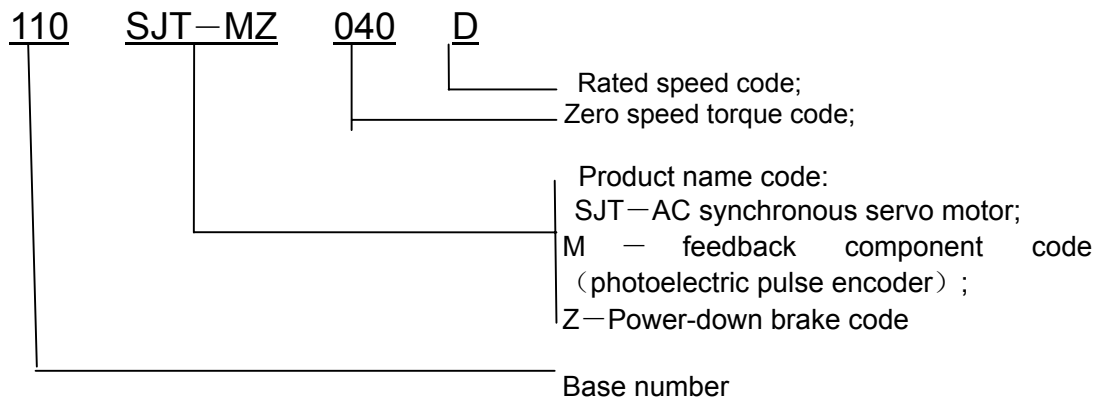 110 SJT－MZ 040 D
Rated speed code;
Zero speed torque code;
Product name code:
SJT－AC synchronous servo motor;
M － feedback component code
（photoelectric pulse encoder）;
Z－Power-down brake code
Base number